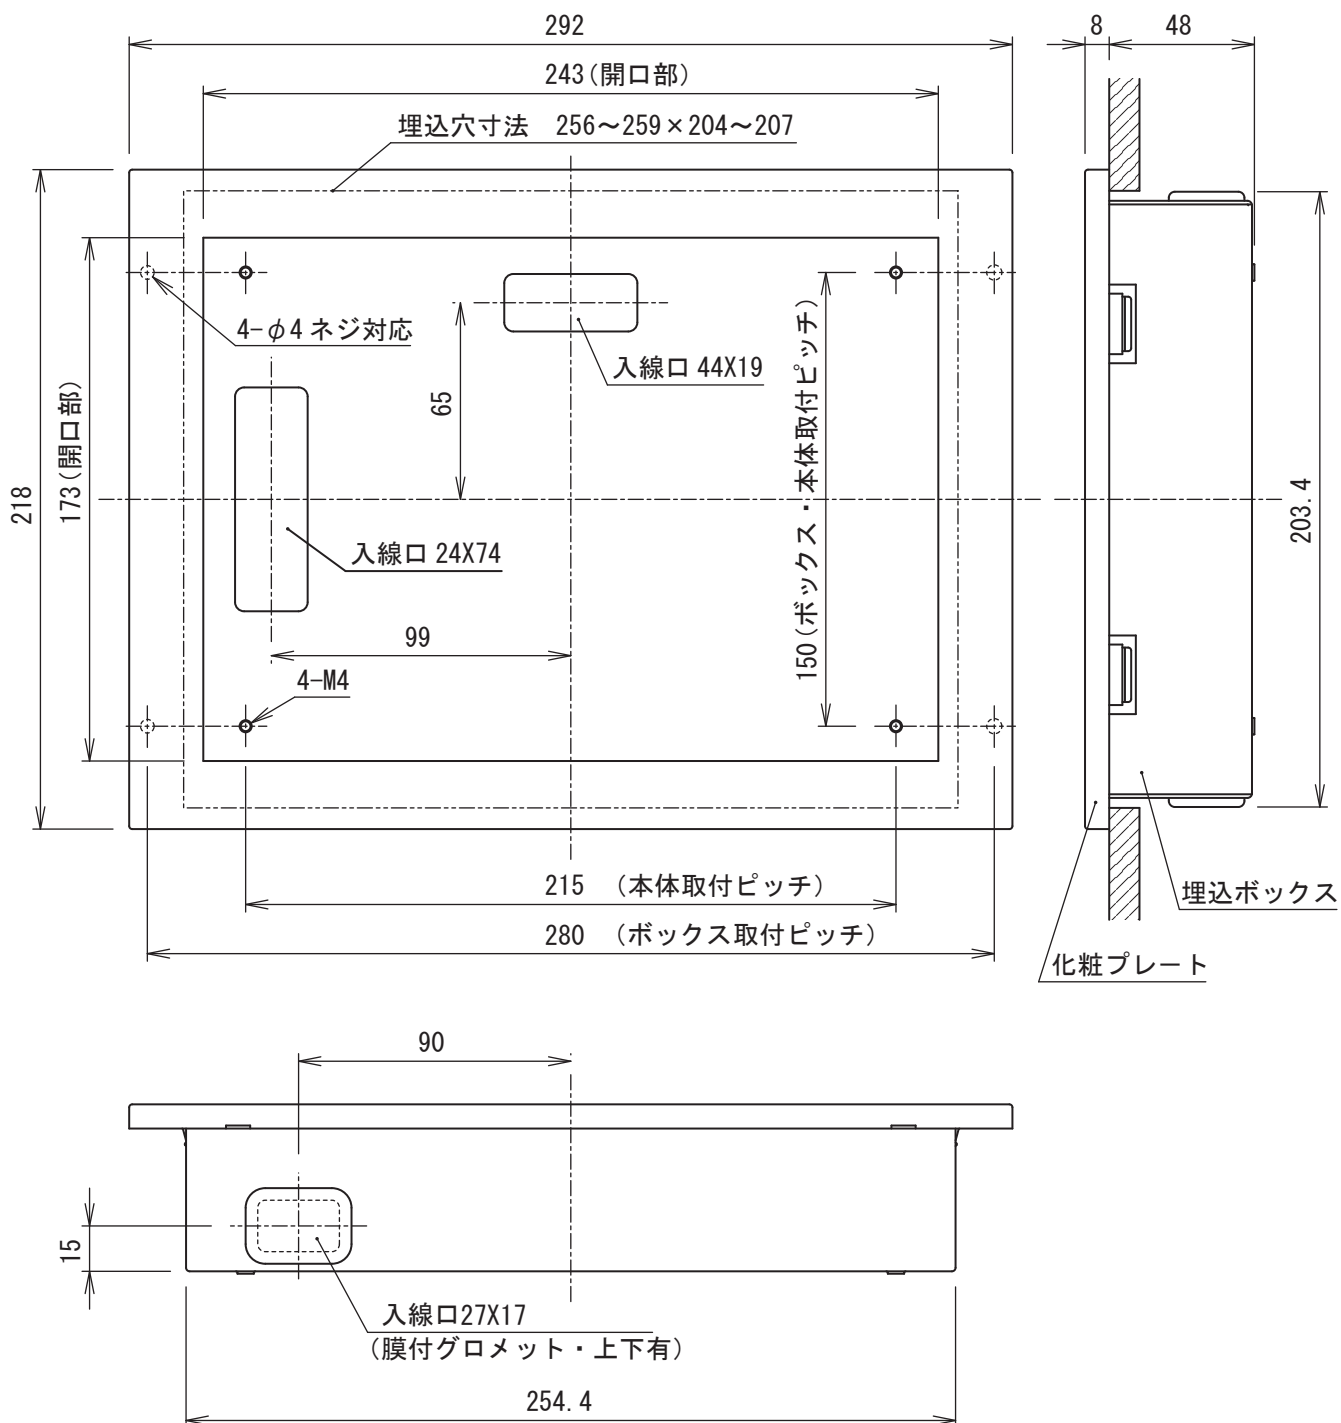 292
8
48
243(開口部)
埋込穴寸法　256～259×204～207
4-φ4 ネジ対応
入線口 44X19
65
173(開口部)
218
150(ボックス・本体取付ピッチ)
203.4
入線口 24X74
99
4-M4
215　(本体取付ピッチ)
280　(ボックス取付ピッチ)
埋込ボックス
化粧プレート
90
15
入線口27X17
(膜付グロメット・上下有)
254.4